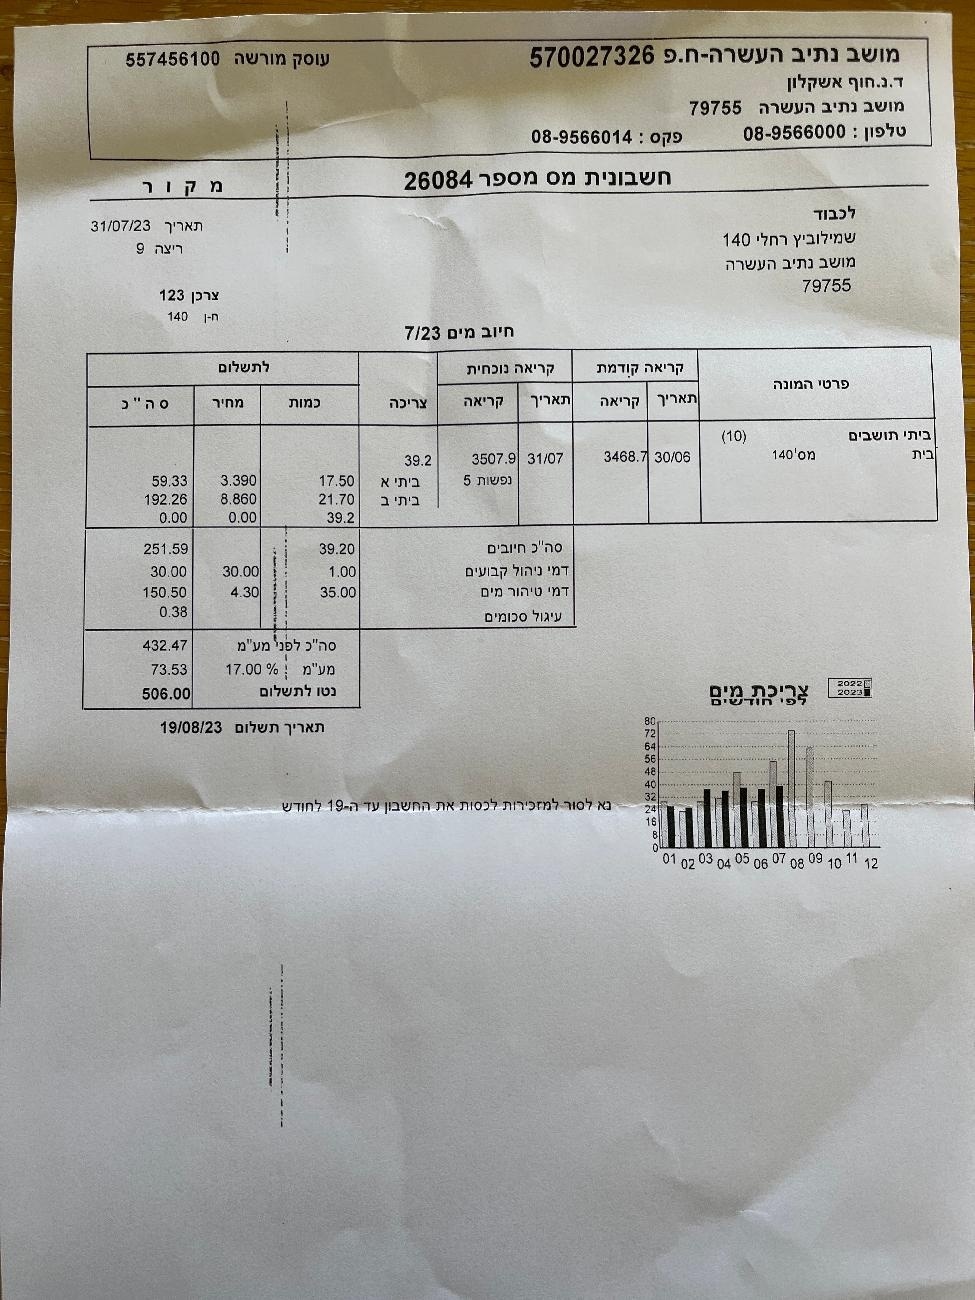 מושב נתיב העשרה-ח.פ 570027326 עוסק מורשה 557456100
ד.נ.חוף אשקלון
מושב נתיב העשרה 79755
טלפון : 08-9566000 פקס : 08-9566014
חשבונית מס מספר 26084 מ ק ו ר
לכבוד תאריך 31/07/23
שמילוביץ רחלי 140 ריצה 9
מושב נתיב העשרה
79755 צרכן 123
ח-ן 140
חיוב מים 7/23
פרטי המונה קריאה קודמת קריאה נוכחית צריכה לתשלום
תאריך קריאה תאריך קריאה כמות מחיר ס ה " כ
ביתי תושבים (10)
בית מס'140 30/06 3468.7 31/07 3507.9 39.2
נפשות 5 ביתי א 17.50 3.390 59.33
ביתי ב 21.70 8.860 192.26
39.2 0.00 0.00
סה"כ חיובים 39.20 251.59
דמי ניהול קבועים 1.00 30.00 30.00
דמי טיהור מים 35.00 4.30 150.50
עיגול סכומים 0.38
סה"כ לפני מע"מ 432.47
מע"מ 17.00 % 73.53
נטו לתשלום 506.00
תאריך תשלום 19/08/23
צריכת מים
לפי חודשים
2022
2023
80
72
64
56
48
40
32
24
16
8
0
01 02 03 04 05 06 07 08 09 10 11 12
נא לסור למזכירות לכסות את החשבון עד ה-19 לחודש